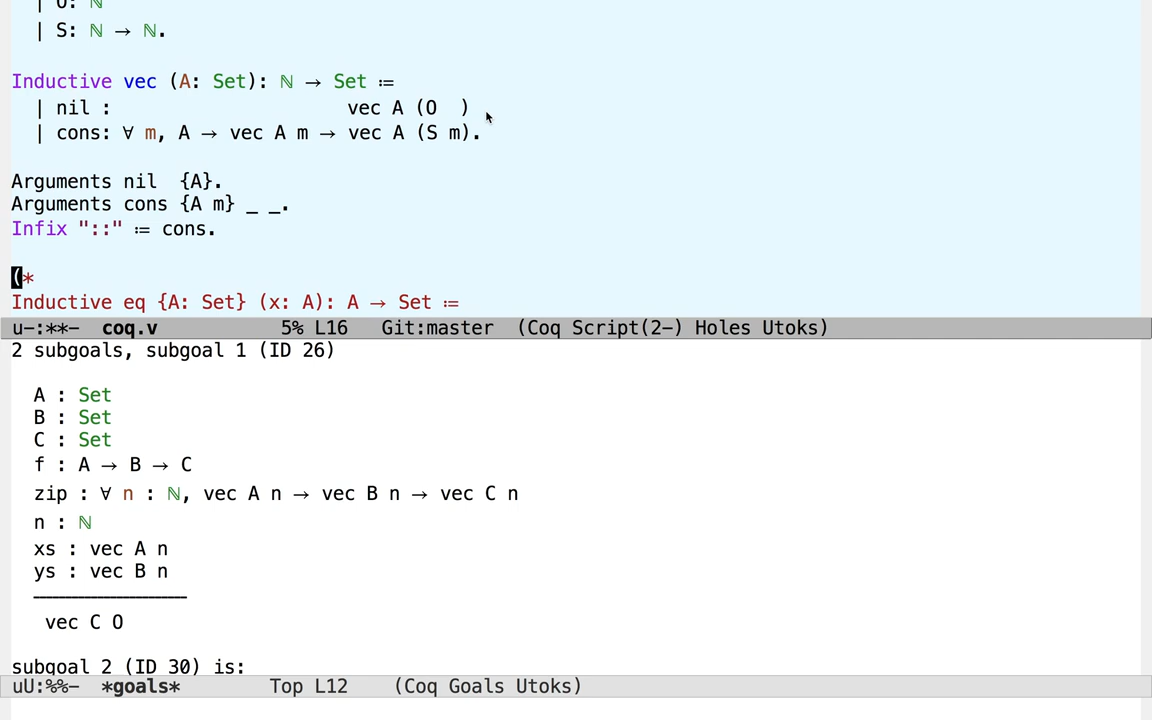 | O: ℕ
| S: ℕ → ℕ.
Inductive vec (A: Set): ℕ → Set ≔
| nil : vec A (O )
| cons: ∀ m, A → vec A m → vec A (S m).
Arguments nil {A}.
Arguments cons {A m} _ _.
Infix "::" ≔ cons.
(*
Inductive eq {A: Set} (x: A): A → Set ≔
u-:**- coq.v 5% L16 Git:master (Coq Script(2-) Holes Utoks)
2 subgoals, subgoal 1 (ID 26)
A : Set
B : Set
C : Set
f : A → B → C
zip : ∀ n : ℕ, vec A n → vec B n → vec C n
n : ℕ
xs : vec A n
ys : vec B n
vec C O
subgoal 2 (ID 30) is:
uU:%%- *goals* Top L12 (Coq Goals Utoks)